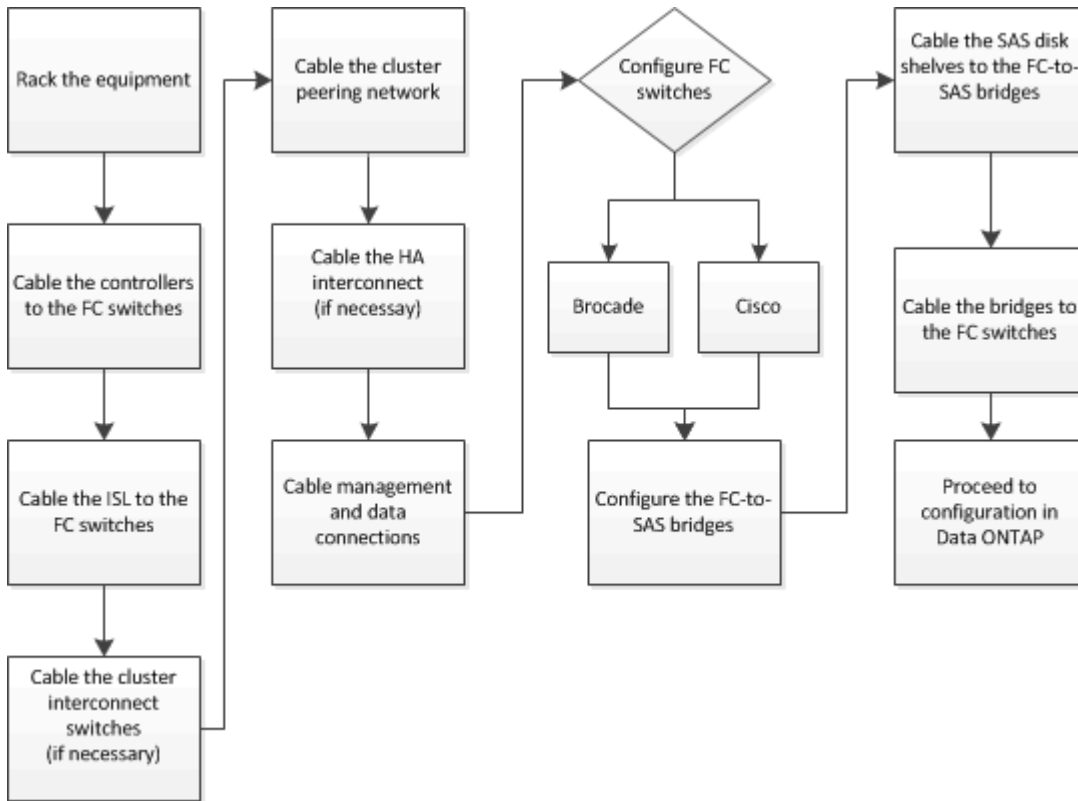 Rack the equipment
Cable the controllers
to the FC switches
Cable the ISL to the
FC switches
Cable the cluster
interconnect
switches
(if necessary)
Cable the cluster
peering network
Cable the HA
interconnect
(if necessay)
Cable management
and data
connections
Configure FC
switches
Brocade
Cisco
Configure the FC-to-
SAS bridges
Cable the SAS disk
shelves to the FC-to-
SAS bridges
Cable the bridges to
the FC switches
Proceed to
configuration in
Data ONTAP